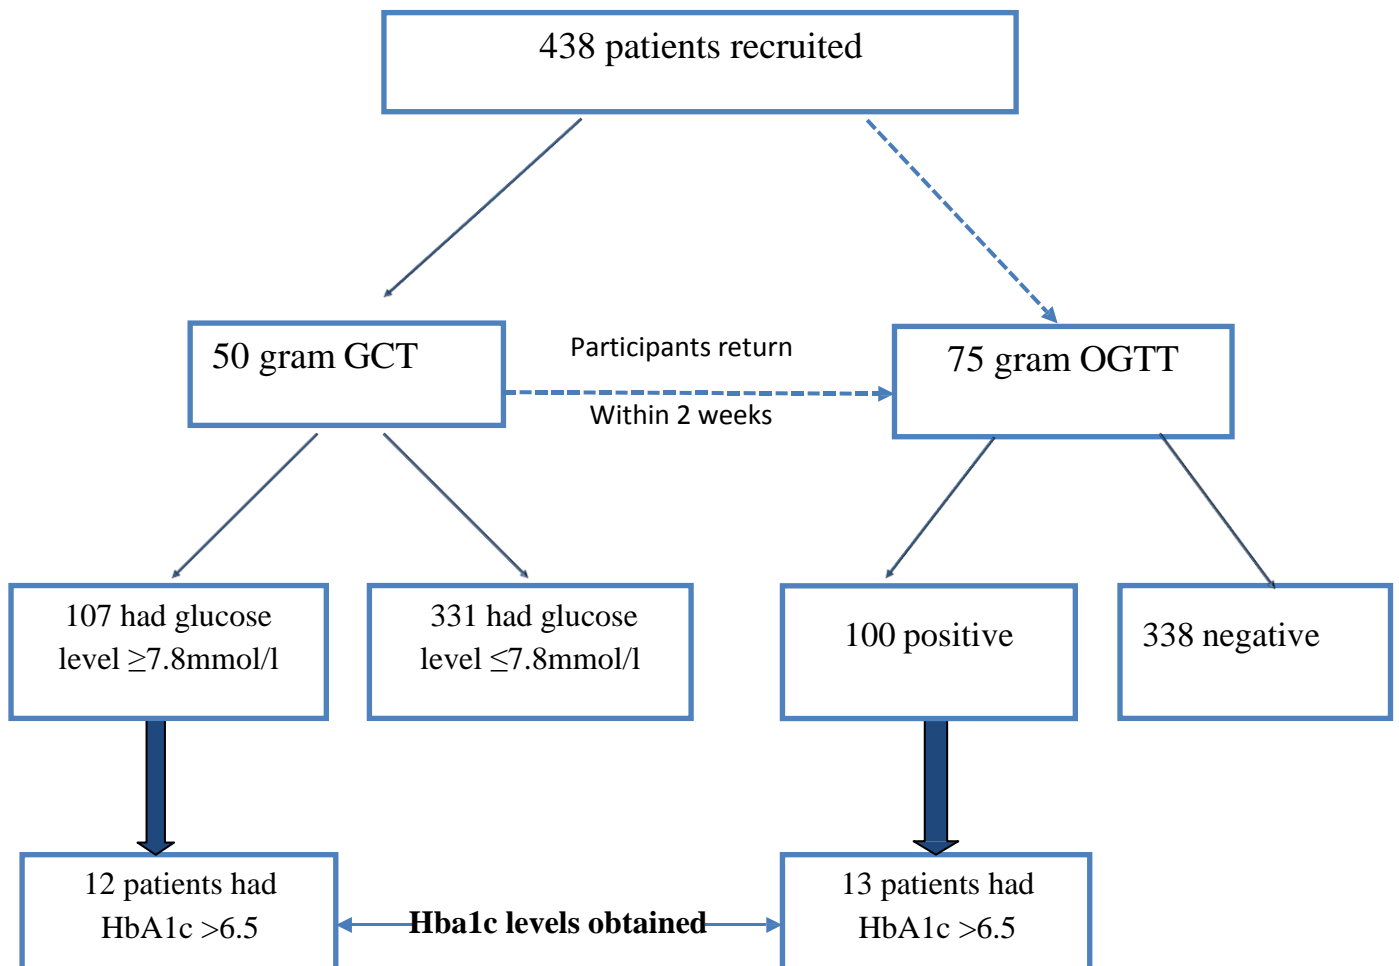 438 patients recruited
50 gram GCT
Participants return
Within 2 weeks
75 gram OGTT
107 had glucose
level ≥7.8mmol/l
331 had glucose
level ≤7.8mmol/l
100 positive
338 negative
12 patients had
HbA1c >6.5
Hba1c levels obtained
13 patients had
HbA1c >6.5